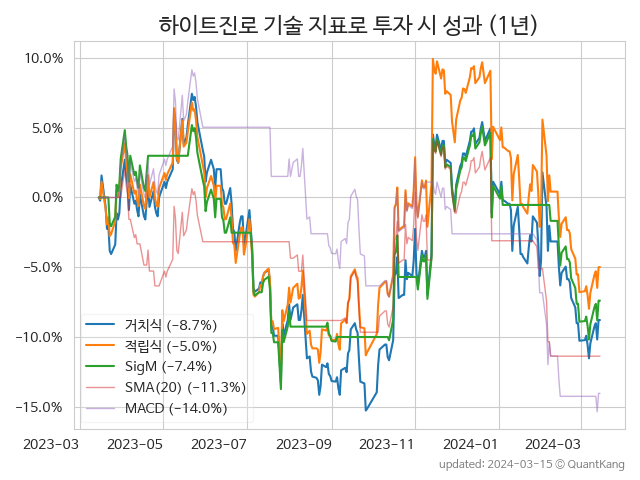 하이트진로 기술 지표로 투자 시 성과 (1년)
10.0%
5.0%
0.0%
−5.0%
−10.0%
−15.0%
거치식 (−8.7%)
적립식 (−5.0%)
SigM (−7.4%)
SMA(20) (−11.3%)
MACD (−14.0%)
2023−03 2023−05 2023−07 2023−09 2023−11 2024−01 2024−03
updated: 2024−03−15 ⓒ QuantKang